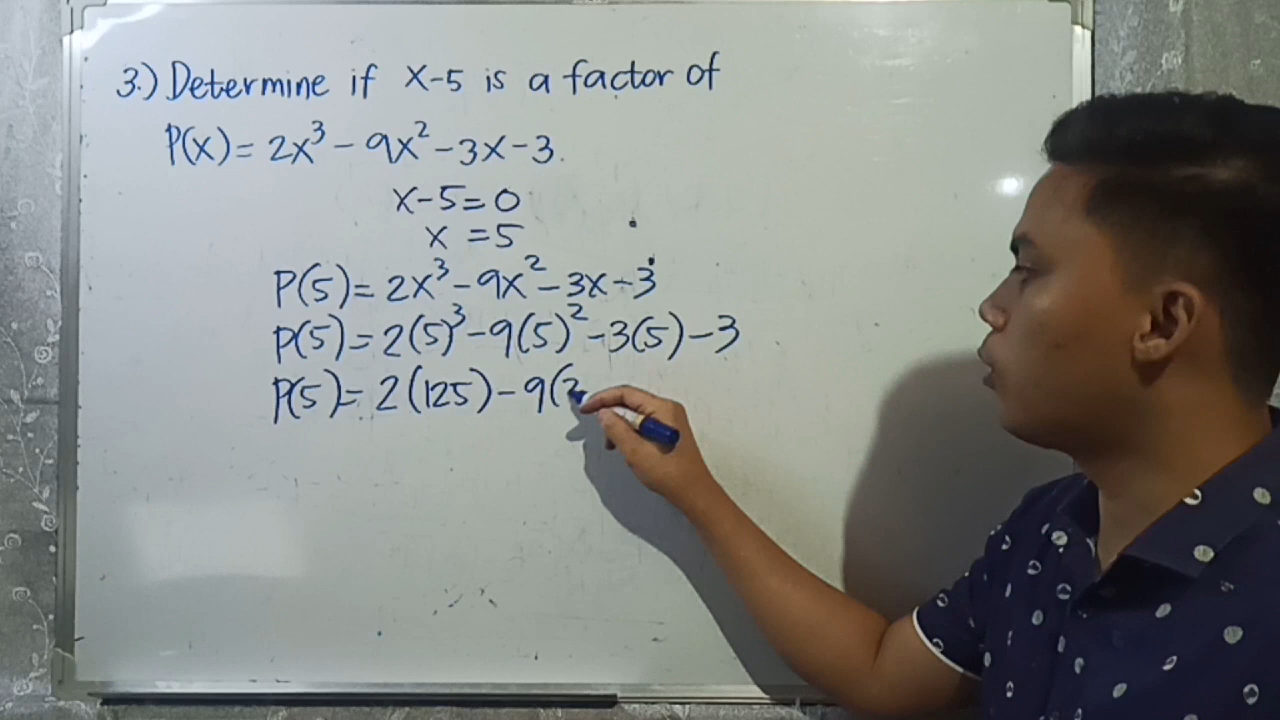 3.) Determine if x-5 is a factor of
P(x) = 2x³ - 9x² - 3x - 3.
x-5 = 0
x = 5
P(5) = 2x³ - 9x² - 3x - 3
P(5) = 2(5)³ - 9(5)² - 3(5) - 3
P(5) = 2(125) - 9(2